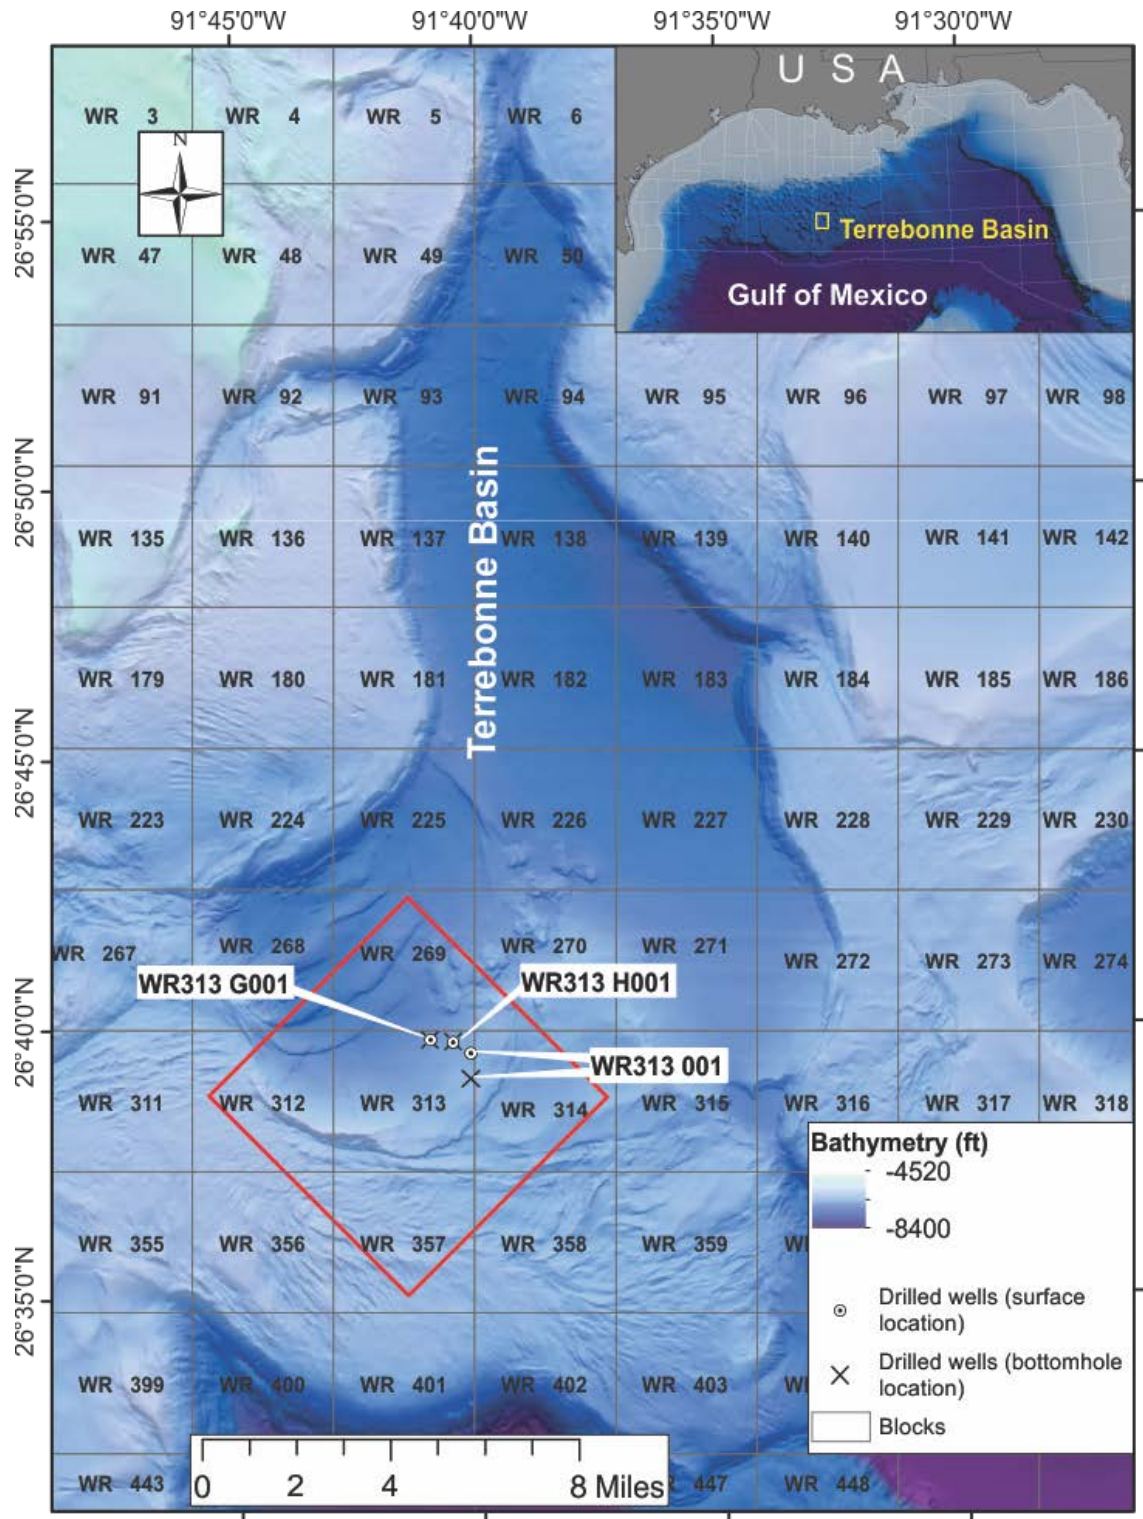 91°45'0"W 91°40'0"W 91°35'0"W 91°30'0"W
U S A
Terrebonne Basin
Gulf of Mexico
N
WR 3 WR 4 WR 5 WR 6
26°55'0"N
WR 47 WR 48 WR 49 WR 50
WR 91 WR 92 WR 93 WR 94 WR 95 WR 96 WR 97 WR 98
26°50'0"N
Terrebonne Basin
WR 135 WR 136 WR 137 WR 138 WR 139 WR 140 WR 141 WR 142
WR 179 WR 180 WR 181 WR 182 WR 183 WR 184 WR 185 WR 186
26°45'0"N
WR 223 WR 224 WR 225 WR 226 WR 227 WR 228 WR 229 WR 230
WR 267 WR 268 WR 269 WR 270 WR 271 WR 272 WR 273 WR 274
WR313 G001 WR313 H001
26°40'0"N
WR313 001
WR 311 WR 312 WR 313 WR 314 WR 315 WR 316 WR 317 WR 318
WR 355 WR 356 WR 357 WR 358 WR 359
26°35'0"N
WR 399 WR 400 WR 401 WR 402 WR 403
WR 443 447 WR 448
Bathymetry (ft)
-4520
-8400
Drilled wells (surface
location)
Drilled wells (bottomhole
location)
Blocks
0 2 4 8 Miles